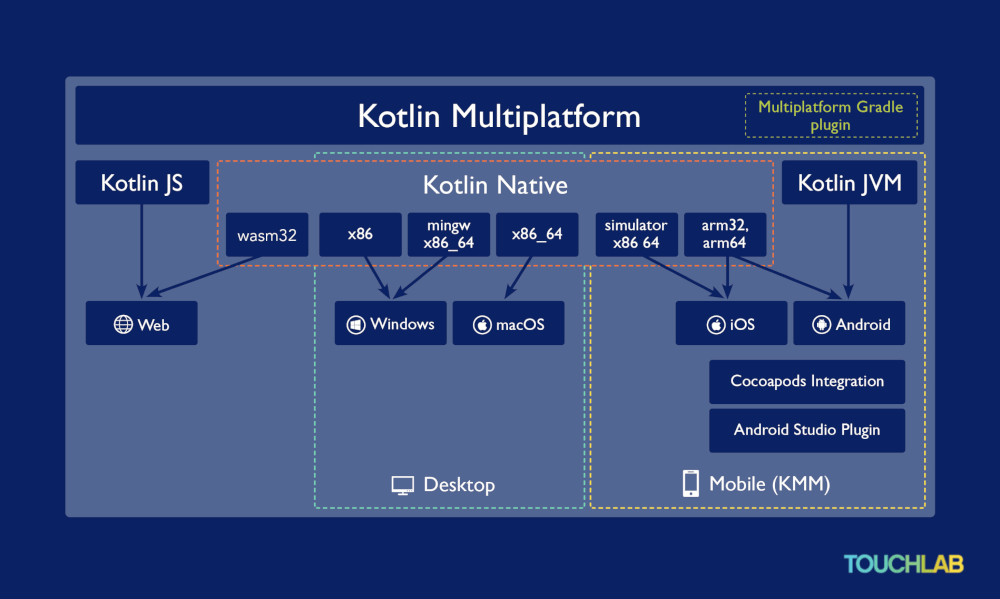 Kotlin Multiplatform
Multiplatform Gradle
plugin
Kotlin JS
Kotlin Native
Kotlin JVM
wasm32
x86
mingw
x86_64
x86_64
simulator
x86 64
arm32,
arm64
Web
Windows
macOS
iOS
Android
Cocoapods Integration
Android Studio Plugin
Desktop
Mobile (KMM)
TOUCHLAB